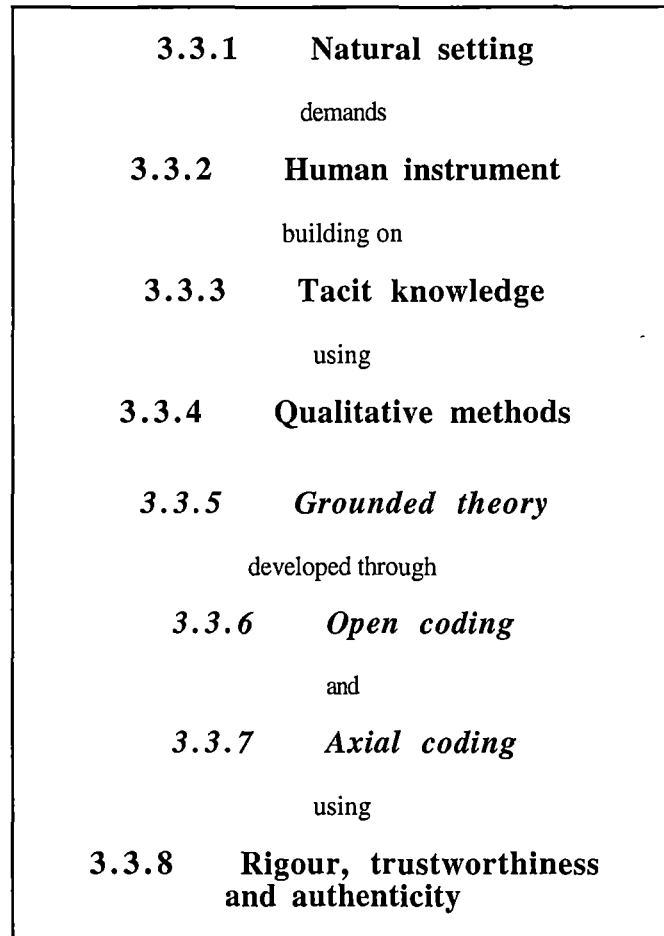 3.3.1 Natural setting
demands
3.3.2 Human instrument
building on
3.3.3 Tacit knowledge
using
3.3.4 Qualitative methods
3.3.5 Grounded theory
developed through
3.3.6 Open coding
and
3.3.7 Axial coding
using
3.3.8 Rigour, trustworthiness
and authenticity